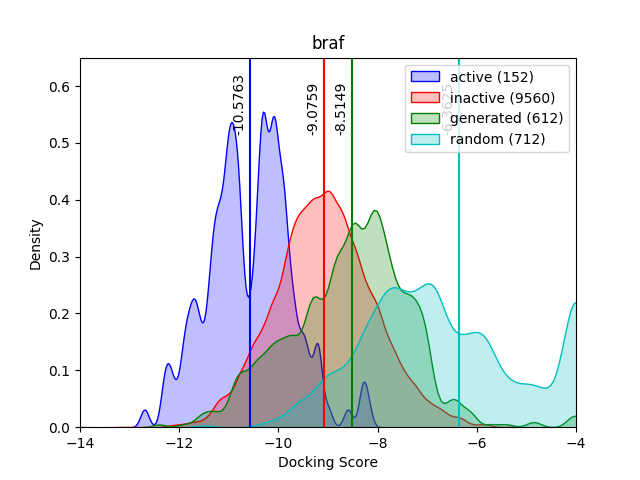 braf
active (152)
inactive (9560)
generated (612)
random (712)
-10.5763
-9.0759
-8.5149
-6.3625
Density
0.6
0.5
0.4
0.3
0.2
0.1
0.0
−14 −12 −10 −8 −6 −4
Docking Score